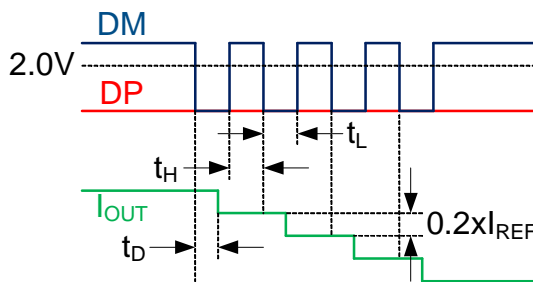 DM
2.0V
DP
tL
tH
IOUT
0.2xIREF
tD